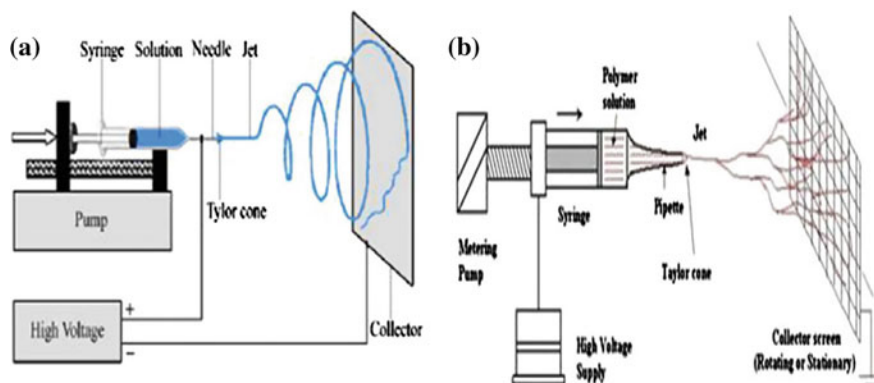 (a)
Syringe Solution Needle Jet
Tylor cone
Pump
High Voltage
+
−
Collector
(b)
Polymer
solution
Jet
Syringe
Pipette
Metering
Pump
Taylor cone
High Voltage
Supply
Collector screen
(Rotating or Stationary)